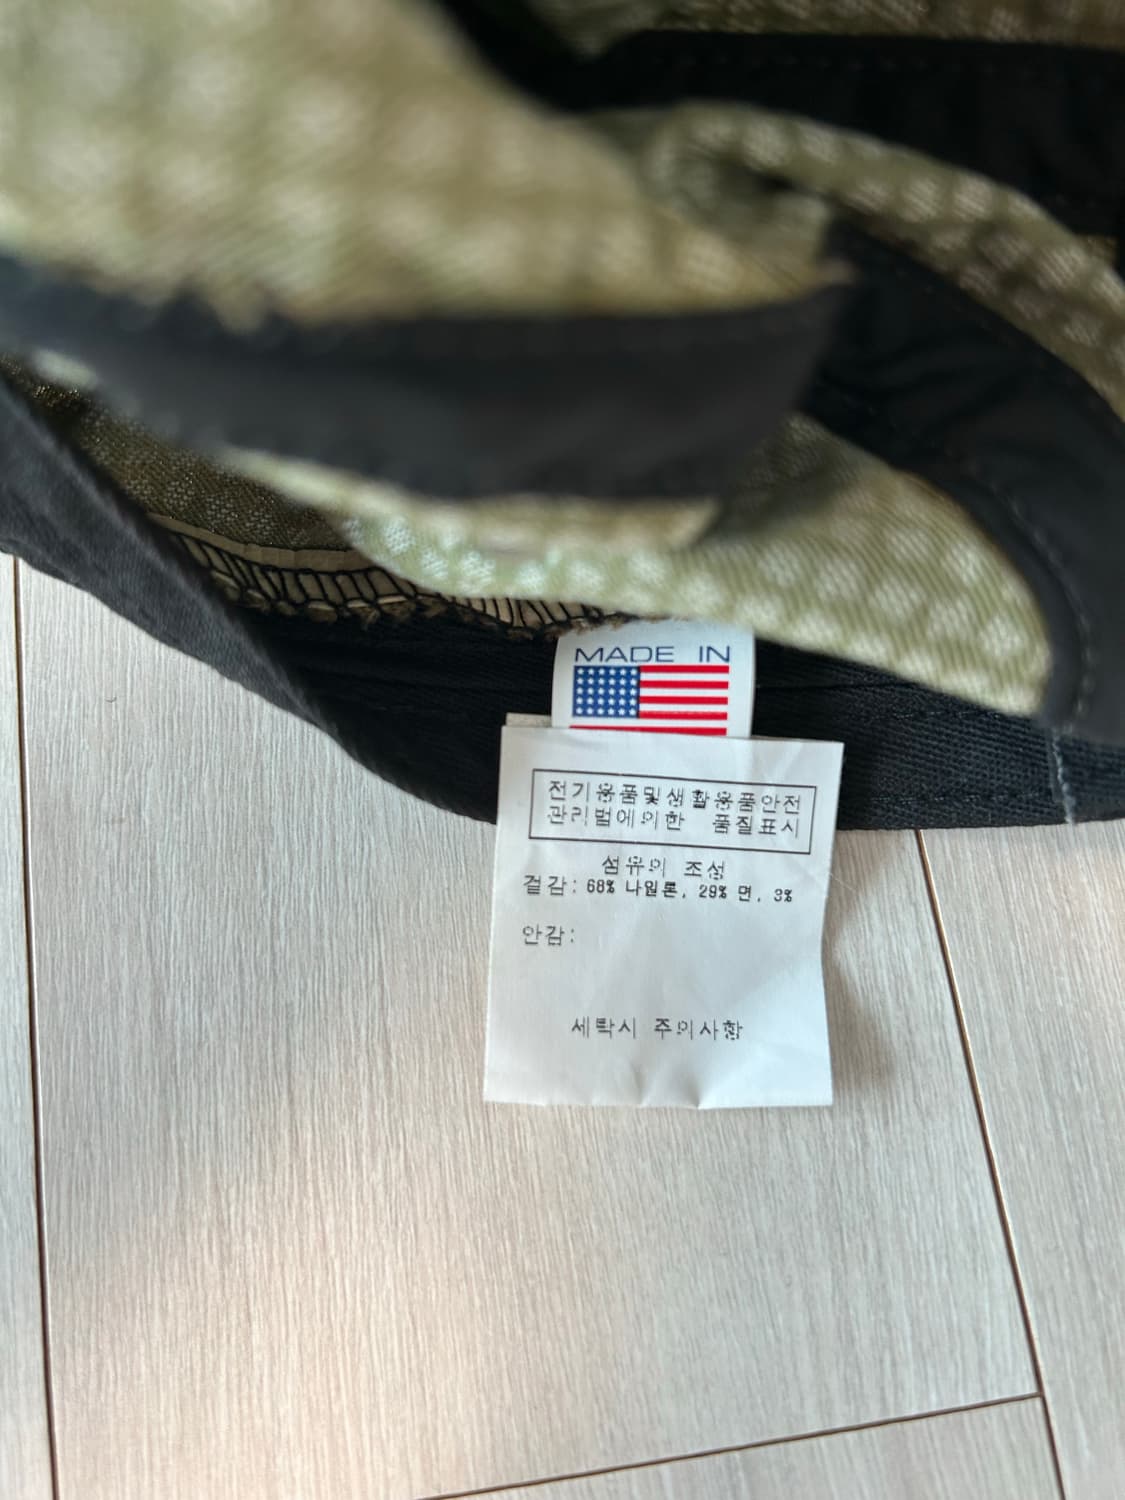 MADE IN
전기용품및생활용품안전
관리법에의한 품질표시
섬유의 조성
겉감: 68% 나일론, 29% 면, 3%
안감:
세탁시 주의사항